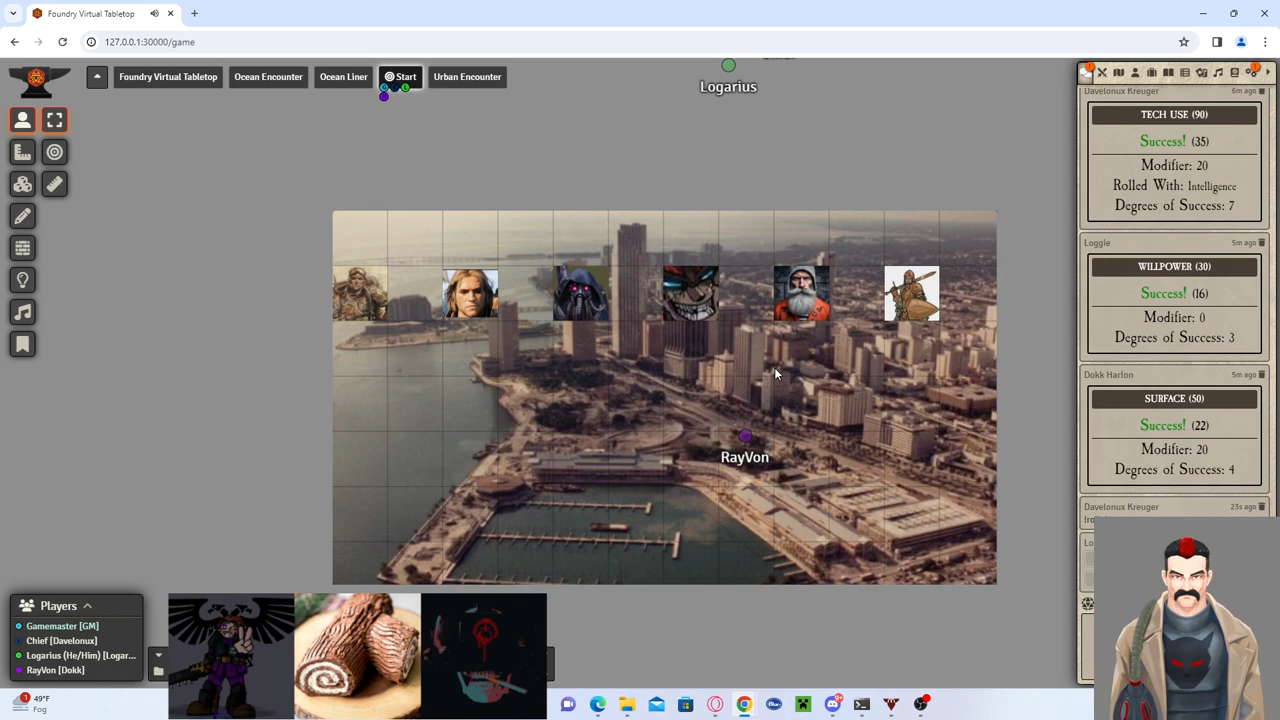 Foundry Virtual Tabletop
127.0.0.1:30000/game
Foundry Virtual Tabletop
Ocean Encounter
Ocean Liner
Start
Urban Encounter
Logarius
RayVon
Davelonux Kreuger
6m ago
TECH USE (90)
Success! (35)
Modifier: 20
Rolled With: Intelligence
Degrees of Success: 7
Loggie
5m ago
WILLPOWER (30)
Success! (16)
Modifier: 0
Degrees of Success: 3
Dokk Harlon
5m ago
SURFACE (50)
Success! (22)
Modifier: 20
Degrees of Success: 4
Davelonux Kreuger
23s ago
Players
Gamemaster [GM]
Chief [Davelonux]
Logarius (He/Him) [Logar...
RayVon [Dokk]
49°F
Fog